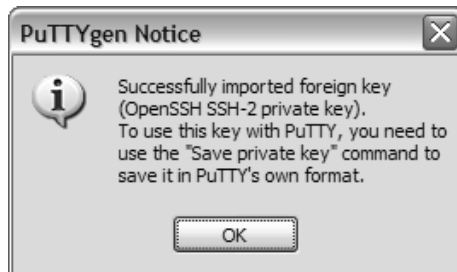 PuTTYgen Notice
Successfully imported foreign key
(OpenSSH SSH-2 private key).
To use this key with PuTTY, you need to
use the "Save private key" command to
save it in PuTTY's own format.
OK